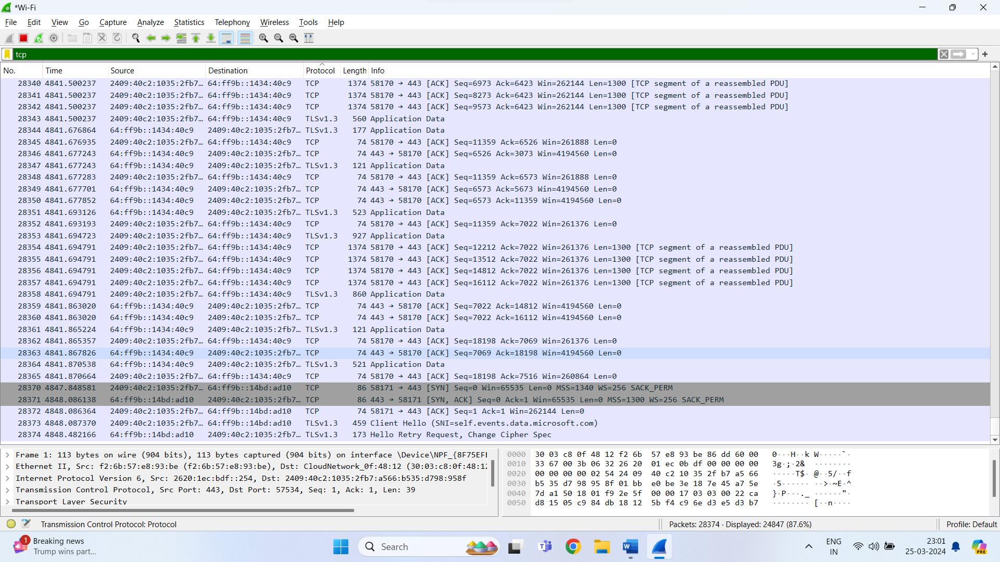 *Wi-Fi
File Edit View Go Capture Analyze Statistics Telephony Wireless Tools Help
tcp
No. Time Source Destination Protocol Length Info
28340 4841.500237 2409:40c2:1035:2fb7… 64:ff9b::1434:40c9 TCP 1374 58170 → 443 [ACK] Seq=6973 Ack=6423 Win=262144 Len=1300 [TCP segment of a reassembled PDU]
28341 4841.500237 2409:40c2:1035:2fb7… 64:ff9b::1434:40c9 TCP 1374 58170 → 443 [ACK] Seq=8273 Ack=6423 Win=262144 Len=1300 [TCP segment of a reassembled PDU]
28342 4841.500237 2409:40c2:1035:2fb7… 64:ff9b::1434:40c9 TCP 1374 58170 → 443 [ACK] Seq=9573 Ack=6423 Win=262144 Len=1300 [TCP segment of a reassembled PDU]
28343 4841.500237 2409:40c2:1035:2fb7… 64:ff9b::1434:40c9 TLSv1.3 560 Application Data
28344 4841.676864 64:ff9b::1434:40c9 2409:40c2:1035:2fb7… TLSv1.3 177 Application Data
28345 4841.676935 2409:40c2:1035:2fb7… 64:ff9b::1434:40c9 TCP 74 58170 → 443 [ACK] Seq=11359 Ack=6526 Win=261888 Len=0
28346 4841.677243 64:ff9b::1434:40c9 2409:40c2:1035:2fb7… TCP 74 443 → 58170 [ACK] Seq=6526 Ack=3073 Win=4194560 Len=0
28347 4841.677243 64:ff9b::1434:40c9 2409:40c2:1035:2fb7… TLSv1.3 121 Application Data
28348 4841.677283 2409:40c2:1035:2fb7… 64:ff9b::1434:40c9 TCP 74 58170 → 443 [ACK] Seq=11359 Ack=6573 Win=261888 Len=0
28349 4841.677701 64:ff9b::1434:40c9 2409:40c2:1035:2fb7… TCP 74 443 → 58170 [ACK] Seq=6573 Ack=5673 Win=4194560 Len=0
28350 4841.677852 64:ff9b::1434:40c9 2409:40c2:1035:2fb7… TCP 74 443 → 58170 [ACK] Seq=6573 Ack=11359 Win=4194560 Len=0
28351 4841.693126 64:ff9b::1434:40c9 2409:40c2:1035:2fb7… TLSv1.3 523 Application Data
28352 4841.693193 2409:40c2:1035:2fb7… 64:ff9b::1434:40c9 TCP 74 58170 → 443 [ACK] Seq=11359 Ack=7022 Win=261376 Len=0
28353 4841.694723 2409:40c2:1035:2fb7… 64:ff9b::1434:40c9 TLSv1.3 927 Application Data
28354 4841.694791 2409:40c2:1035:2fb7… 64:ff9b::1434:40c9 TCP 1374 58170 → 443 [ACK] Seq=12212 Ack=7022 Win=261376 Len=1300 [TCP segment of a reassembled PDU]
28355 4841.694791 2409:40c2:1035:2fb7… 64:ff9b::1434:40c9 TCP 1374 58170 → 443 [ACK] Seq=13512 Ack=7022 Win=261376 Len=1300 [TCP segment of a reassembled PDU]
28356 4841.694791 2409:40c2:1035:2fb7… 64:ff9b::1434:40c9 TCP 1374 58170 → 443 [ACK] Seq=14812 Ack=7022 Win=261376 Len=1300 [TCP segment of a reassembled PDU]
28357 4841.694791 2409:40c2:1035:2fb7… 64:ff9b::1434:40c9 TCP 1374 58170 → 443 [ACK] Seq=16112 Ack=7022 Win=261376 Len=1300 [TCP segment of a reassembled PDU]
28358 4841.694791 2409:40c2:1035:2fb7… 64:ff9b::1434:40c9 TLSv1.3 860 Application Data
28359 4841.863020 64:ff9b::1434:40c9 2409:40c2:1035:2fb7… TCP 74 443 → 58170 [ACK] Seq=7022 Ack=14812 Win=4194560 Len=0
28360 4841.863020 64:ff9b::1434:40c9 2409:40c2:1035:2fb7… TCP 74 443 → 58170 [ACK] Seq=7022 Ack=16112 Win=4194560 Len=0
28361 4841.865224 64:ff9b::1434:40c9 2409:40c2:1035:2fb7… TLSv1.3 121 Application Data
28362 4841.865357 2409:40c2:1035:2fb7… 64:ff9b::1434:40c9 TCP 74 58170 → 443 [ACK] Seq=18198 Ack=7069 Win=261376 Len=0
28363 4841.867826 64:ff9b::1434:40c9 2409:40c2:1035:2fb7… TCP 74 443 → 58170 [ACK] Seq=7069 Ack=18198 Win=4194560 Len=0
28364 4841.870538 64:ff9b::1434:40c9 2409:40c2:1035:2fb7… TLSv1.3 521 Application Data
28365 4841.870664 2409:40c2:1035:2fb7… 64:ff9b::1434:40c9 TCP 74 58170 → 443 [ACK] Seq=18198 Ack=7516 Win=260864 Len=0
28370 4847.848581 2409:40c2:1035:2fb7… 64:ff9b::14bd:ad10 TCP 86 58171 → 443 [SYN] Seq=0 Win=65535 Len=0 MSS=1340 WS=256 SACK_PERM
28371 4848.086138 64:ff9b::14bd:ad10 2409:40c2:1035:2fb7… TCP 86 443 → 58171 [SYN, ACK] Seq=0 Ack=1 Win=65535 Len=0 MSS=1300 WS=256 SACK_PERM
28372 4848.086364 2409:40c2:1035:2fb7… 64:ff9b::14bd:ad10 TCP 74 58171 → 443 [ACK] Seq=1 Ack=1 Win=262144 Len=0
28373 4848.087370 2409:40c2:1035:2fb7… 64:ff9b::14bd:ad10 TLSv1.3 459 Client Hello (SNI=self.events.data.microsoft.com)
28374 4848.482166 64:ff9b::14bd:ad10 2409:40c2:1035:2fb7… TLSv1.3 173 Hello Retry Request, Change Cipher Spec
Frame 1: 113 bytes on wire (904 bits), 113 bytes captured (904 bits) on interface \Device\NPF_{8F75EFE
Ethernet II, Src: f2:6b:57:e8:93:be (f2:6b:57:e8:93:be), Dst: CloudNetwork_0f:48:12 (30:03:c8:0f:48:12
Internet Protocol Version 6, Src: 2620:1ec:bdf::254, Dst: 2409:40c2:1035:2fb7:a566:b535:d798:958f
Transmission Control Protocol, Src Port: 443, Dst Port: 57534, Seq: 1, Ack: 1, Len: 39
Transport Layer Security
0000 30 03 c8 0f 48 12 f2 6b 57 e8 93 be 86 dd 60 00 0···H··k W·····`·
0010 33 67 00 3b 06 32 26 20 01 ec 0b df 00 00 00 00 3g·;·2& ········
0020 00 00 00 00 02 54 24 09 40 c2 10 35 2f b7 a5 66 ·····T$· @··5/··f
0030 b5 35 d7 98 95 8f 01 bb e0 be 3e 18 7e 45 a7 5e ·5······ ··>·~E·^
0040 7d a1 50 18 01 f9 2e 5f 00 00 17 03 03 00 22 ca }·P···._ ······"·
0050 d8 15 05 c9 84 db 18 12 5b f4 c9 6e d3 e5 d3 b7 ········ [··n····
Transmission Control Protocol: Protocol
Packets: 28374 · Displayed: 24847 (87.6%)
Profile: Default
1
Breaking news
Trump wins part...
Search
ENG
IN
23:01
25-03-2024
PRE